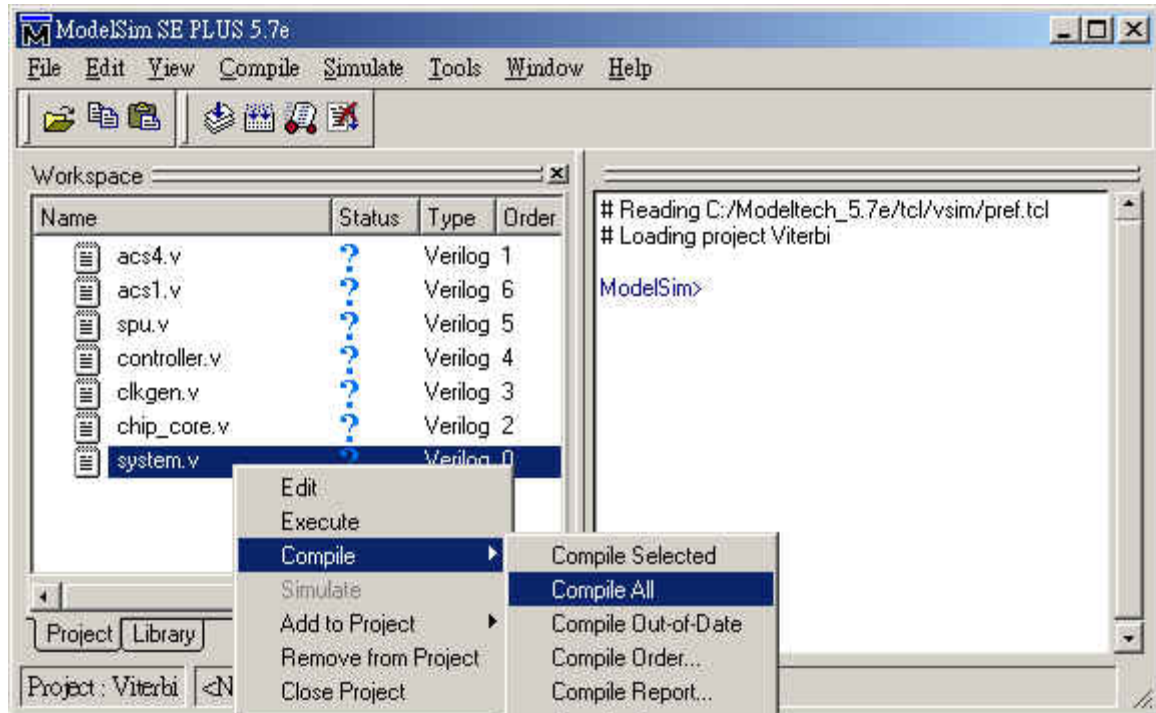 ModelSim SE PLUS 5.7e
File Edit View Compile Simulate Tools Window Help
Workspace
Name Status Type Order
acs4.v ? Verilog 1
acs1.v ? Verilog 6
spu.v ? Verilog 5
controller.v ? Verilog 4
clkgen.v ? Verilog 3
chip_core.v ? Verilog 2
system.v ? Verilog 0
# Reading C:/Modeltech_5.7e/tcl/vsim/pref.tcl
# Loading project Viterbi
ModelSim>
Edit
Execute
Compile
Simulate
Add to Project
Remove from Project
Close Project
Compile Selected
Compile All
Compile Out-of-Date
Compile Order...
Compile Report...
Project Library
Project : Viterbi <N